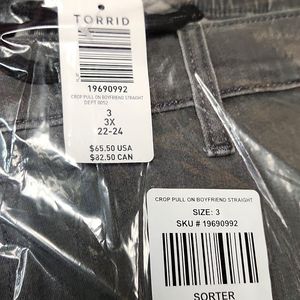 TORRID
19690992
CROP PULL ON BOYFRIEND STRAIGHT
DEPT 0052
3
3X
22-24
$65.50 USA
$82.50 CAN
CROP PULL ON BOYFRIEND STRAIGHT
SIZE: 3
SKU # 19690992
SORTER